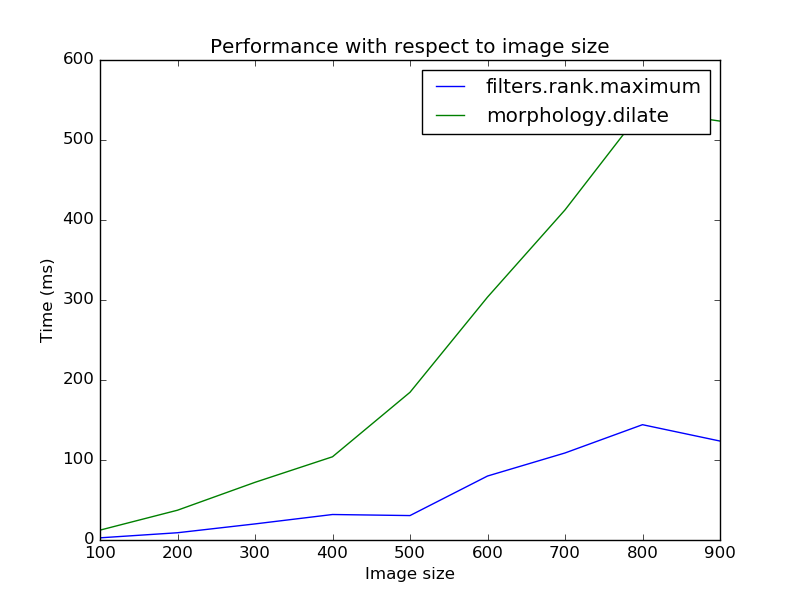 Performance with respect to image size
filters.rank.maximum
morphology.dilate
600
500
400
300
200
100
0
Time (ms)
100 200 300 400 500 600 700 800 900
Image size